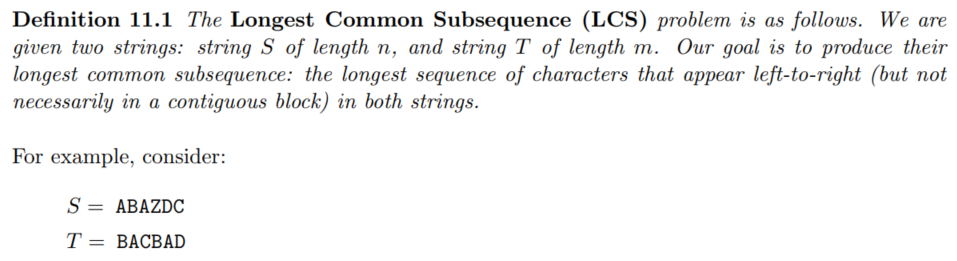 Definition 11.1 The Longest Common Subsequence (LCS) problem is as follows. We are
given two strings: string S of length n, and string T of length m. Our goal is to produce their
longest common subsequence: the longest sequence of characters that appear left-to-right (but not
necessarily in a contiguous block) in both strings.
For example, consider:
S = ABAZDC
T = BACBAD